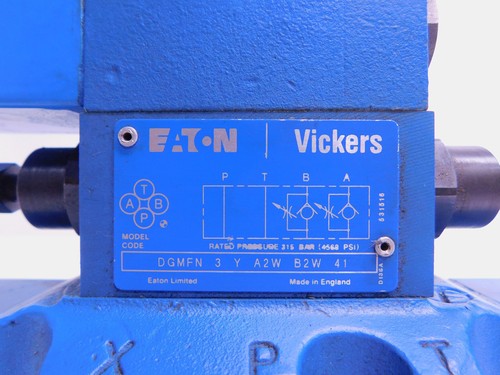 EATON Vickers
P T B A
T
A B
P
531516
MODEL
CODE
RATED PRESSURE 315 BAR (4568 PSI)
DGMFN 3 Y A2W B2W 41
Eaton Limited Made in England
X P T